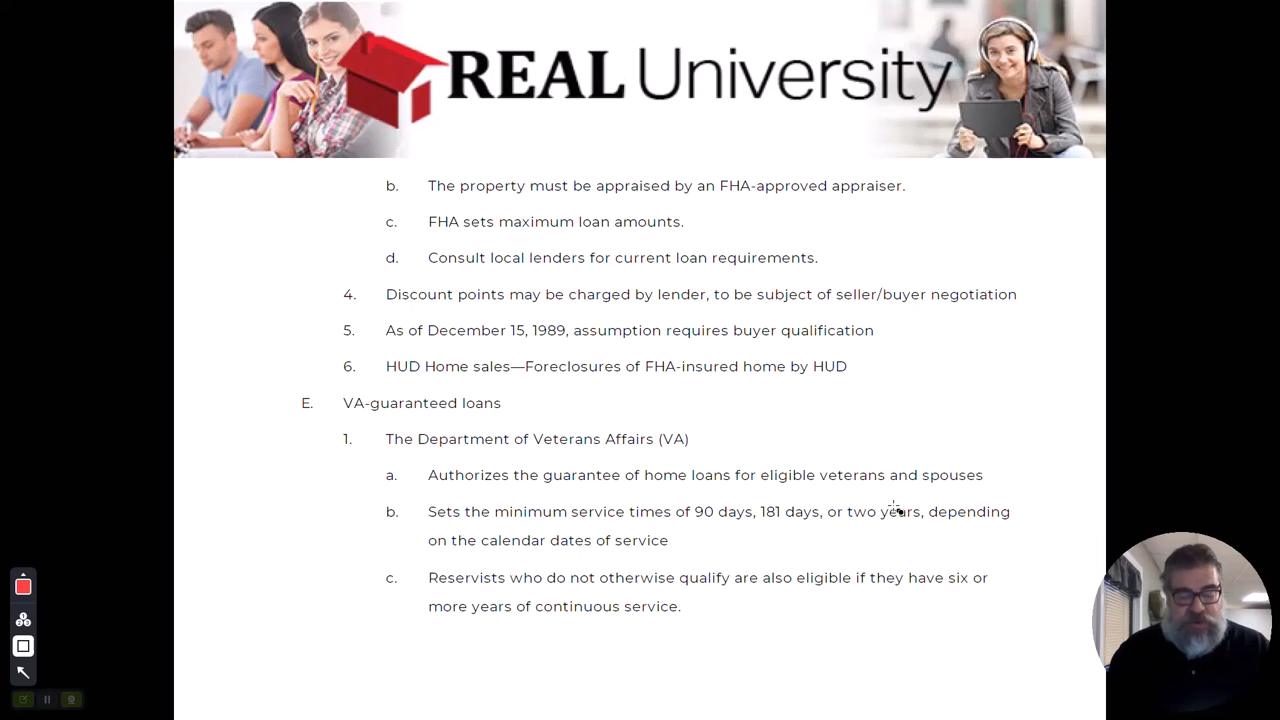 REAL University
b. The property must be appraised by an FHA-approved appraiser.
c. FHA sets maximum loan amounts.
d. Consult local lenders for current loan requirements.
4. Discount points may be charged by lender, to be subject of seller/buyer negotiation
5. As of December 15, 1989, assumption requires buyer qualification
6. HUD Home sales—Foreclosures of FHA-insured home by HUD
E. VA-guaranteed loans
1. The Department of Veterans Affairs (VA)
a. Authorizes the guarantee of home loans for eligible veterans and spouses
b. Sets the minimum service times of 90 days, 181 days, or two years, depending
on the calendar dates of service
c. Reservists who do not otherwise qualify are also eligible if they have six or
more years of continuous service.